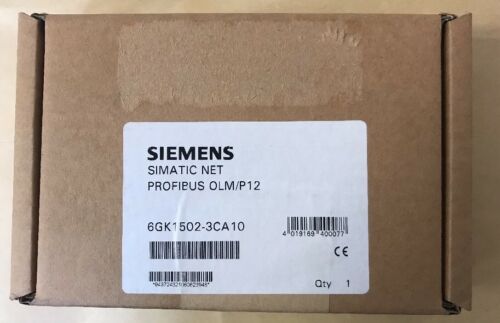 SIEMENS
SIMATIC NET
PROFIBUS OLM/P12
6GK1502-3CA10
4 019169 400077
CE
Qty 1